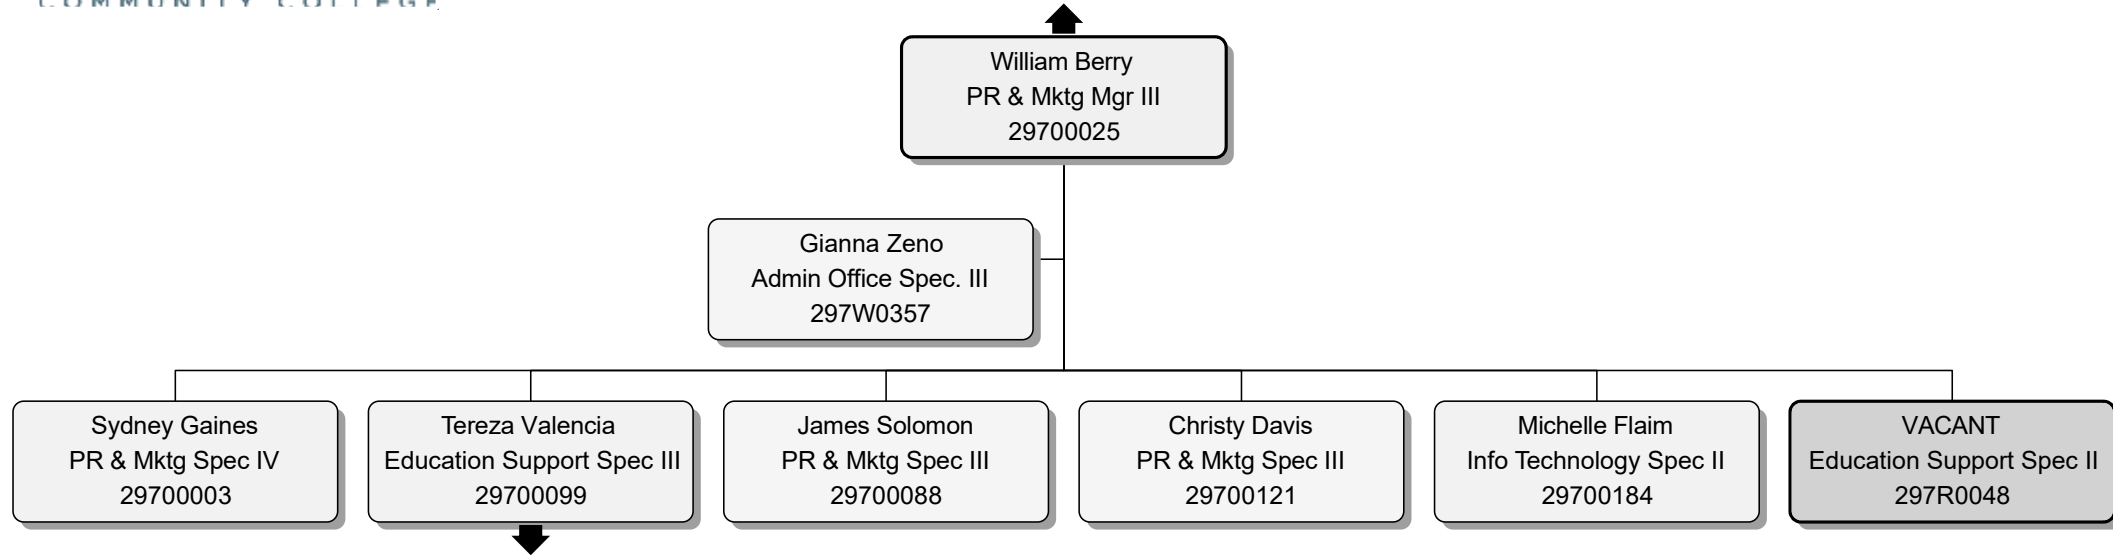 COMMUNITY COLLEGE
William Berry
PR & Mktg Mgr III
29700025
Gianna Zeno
Admin Office Spec. III
297W0357
Sydney Gaines
PR & Mktg Spec IV
29700003
Tereza Valencia
Education Support Spec III
29700099
James Solomon
PR & Mktg Spec III
29700088
Christy Davis
PR & Mktg Spec III
29700121
Michelle Flaim
Info Technology Spec II
29700184
VACANT
Education Support Spec II
297R0048